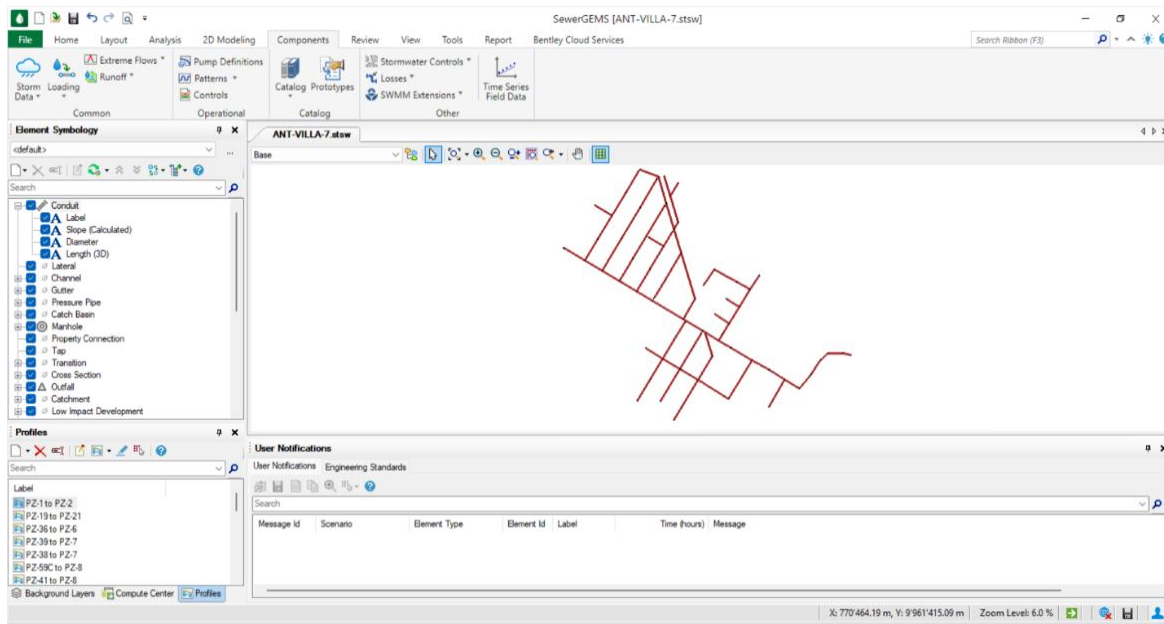 SewerGEMS [ANT-VILLA-7.stsw]
File Home Layout Analysis 2D Modeling Components Review View Tools Report Bentley Cloud Services Search Ribbon (F3)
Storm Data
Loading
Extreme Flows
Runoff
Common
Pump Definitions
Patterns
Controls
Operational
Catalog Prototypes
Catalog
Stormwater Controls
Losses
SWMM Extensions
Other
Time Series
Field Data
Element Symbology
<default>
Search
Conduit
Label
Slope (Calculated)
Diameter
Length (3D)
Lateral
Channel
Gutter
Pressure Pipe
Catch Basin
Manhole
Property Connection
Tap
Transition
Cross Section
Outfall
Catchment
Low Impact Development
Profiles
Search
Label
PZ-1 to PZ-2
PZ-19 to PZ-21
PZ-36 to PZ-6
PZ-39 to PZ-7
PZ-38 to PZ-7
PZ-59C to PZ-8
PZ-41 to PZ-8
Background Layers Compute Center Profiles
ANT-VILLA-7.stsw
Base
User Notifications
User Notifications Engineering Standards
Search
Message Id Scenario Element Type Element Id Label Time (hours) Message
X: 770'464.19 m, Y: 9'961'415.09 m Zoom Level: 6.0 %